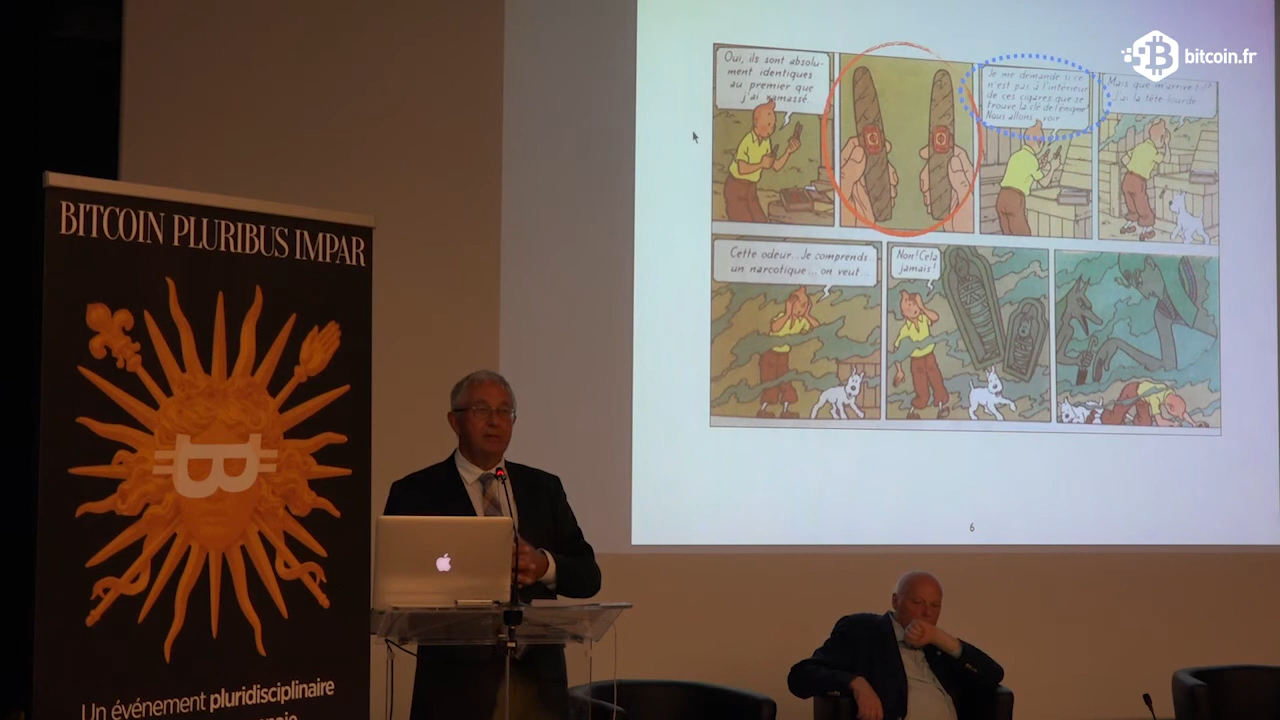 bitcoin.fr
BITCOIN PLURIBUS IMPAR
Un événement pluridisciplinaire
Oui, ils sont absolu-
ment identiques
au premier que
j'ai ramassé.
Je me demande si ce
n'est pas à l'intérieur
de ces cigares que se
trouve la clé de l'énigme
Nous allons voir
Mais que m'arrive-t-il?
j'ai la tête lourde
Cette odeur...Je comprends..
un narcotique... on veut...
Non! Cela
jamais!
6